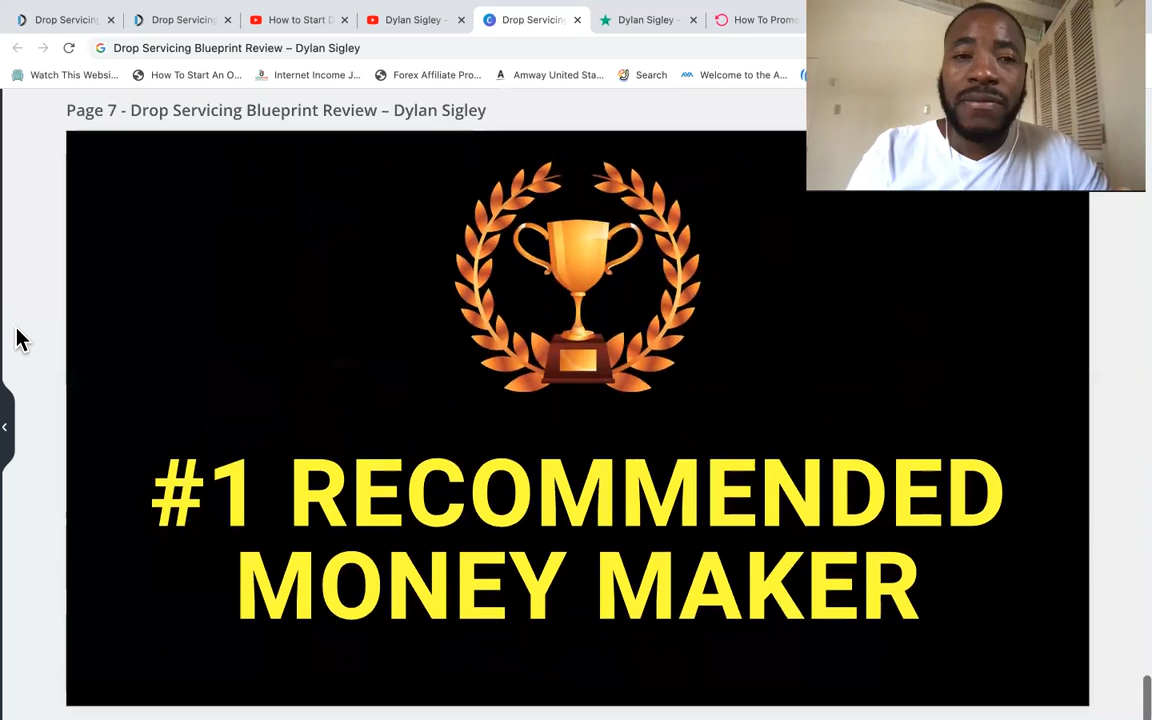 Drop Servicing
Drop Servicing
How to Start D
Dylan Sigley -
Drop Servicing
Dylan Sigley -
How To Promo
Drop Servicing Blueprint Review – Dylan Sigley
Watch This Websi...
How To Start An O...
Internet Income J...
Forex Affiliate Pro...
Amway United Sta...
Search
Welcome to the A...
Page 7 - Drop Servicing Blueprint Review – Dylan Sigley
#1 RECOMMENDED
MONEY MAKER